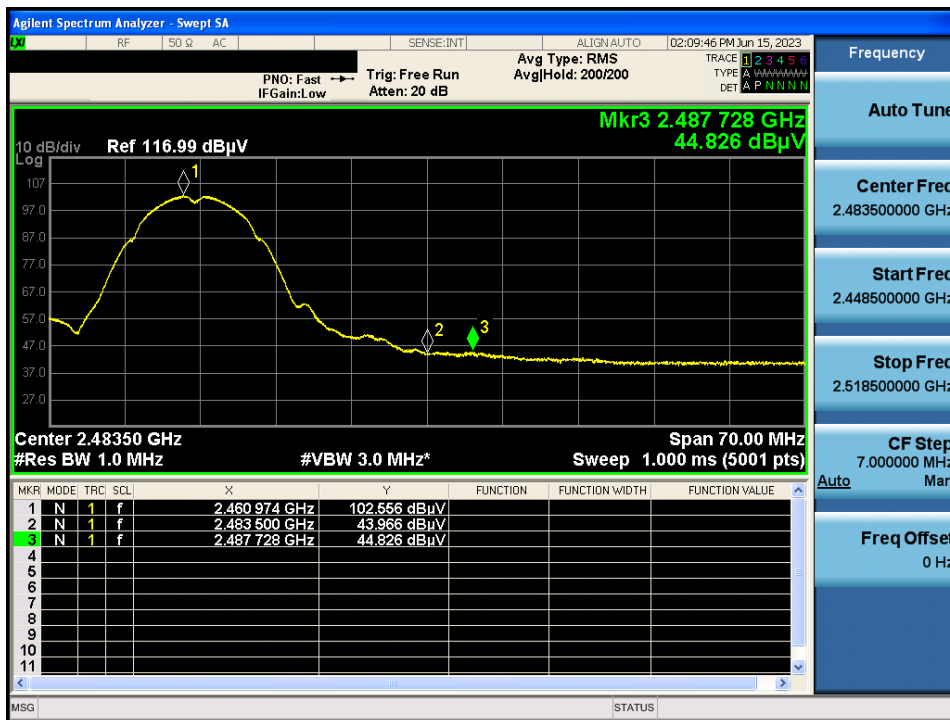 Agilent Spectrum Analyzer - Swept SA
LXI RF 50 Ω AC SENSE:INT ALIGN AUTO 02:09:46 PM Jun 15, 2023
PNO: Fast IFGain:Low
Trig: Free Run Atten: 20 dB
Avg Type: RMS Avg|Hold: 200/200
TRACE 1 2 3 4 5 6
TYPE A WWWWW
DET A P N N N N
Mkr3 2.487 728 GHz
44.826 dBµV
10 dB/div Ref 116.99 dBµV
Log
107
97.0
87.0
77.0
67.0
57.0
47.0
37.0
27.0
1
2
3
Center 2.48350 GHz Span 70.00 MHz
#Res BW 1.0 MHz #VBW 3.0 MHz* Sweep 1.000 ms (5001 pts)
MKR MODE TRC SCL X Y FUNCTION FUNCTION WIDTH FUNCTION VALUE
1 N 1 f 2.460 974 GHz 102.556 dBµV
2 N 1 f 2.483 500 GHz 43.966 dBµV
3 N 1 f 2.487 728 GHz 44.826 dBµV
4
5
6
7
8
9
10
11
MSG STATUS
Frequency
Auto Tune
Center Freq
2.483500000 GHz
Start Freq
2.448500000 GHz
Stop Freq
2.518500000 GHz
CF Step
7.000000 MHz
Auto Man
Freq Offset
0 Hz